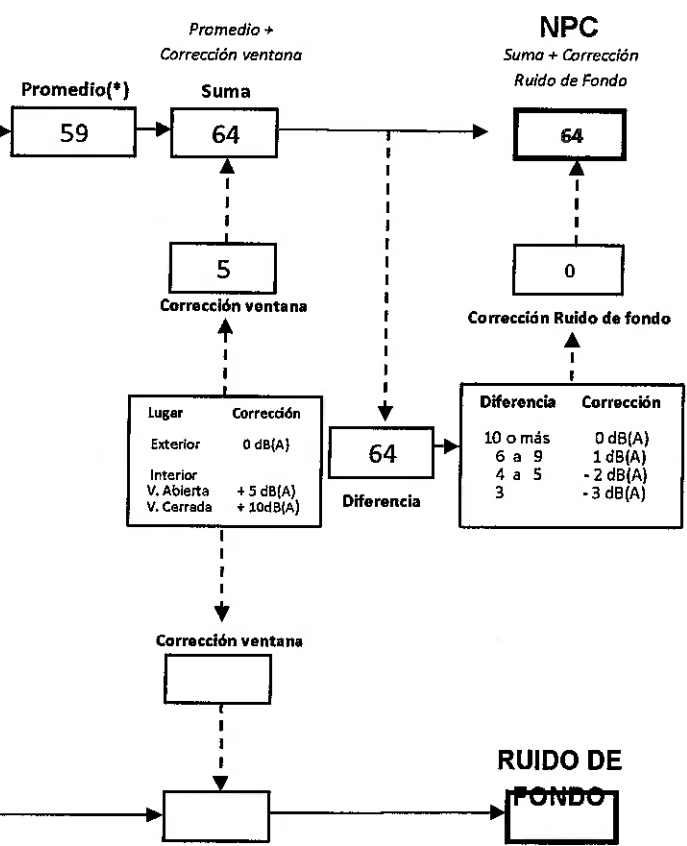 Promedio +
Corrección ventana
NPC
Suma + Corrección
Ruido de Fondo
Promedio(*)
Suma
59
64
64
5
Corrección ventana
0
Corrección Ruido de fondo
Lugar Corrección
Exterior 0 dB(A)
Interior
V. Abierta + 5 dB(A)
V. Cerrada + 10dB(A)
64
Diferencia
Diferencia Corrección
10 o más 0 dB(A)
6 a 9 1 dB(A)
4 a 5 - 2 dB(A)
3 - 3 dB(A)
Corrección ventana
RUIDO DE
FONDO